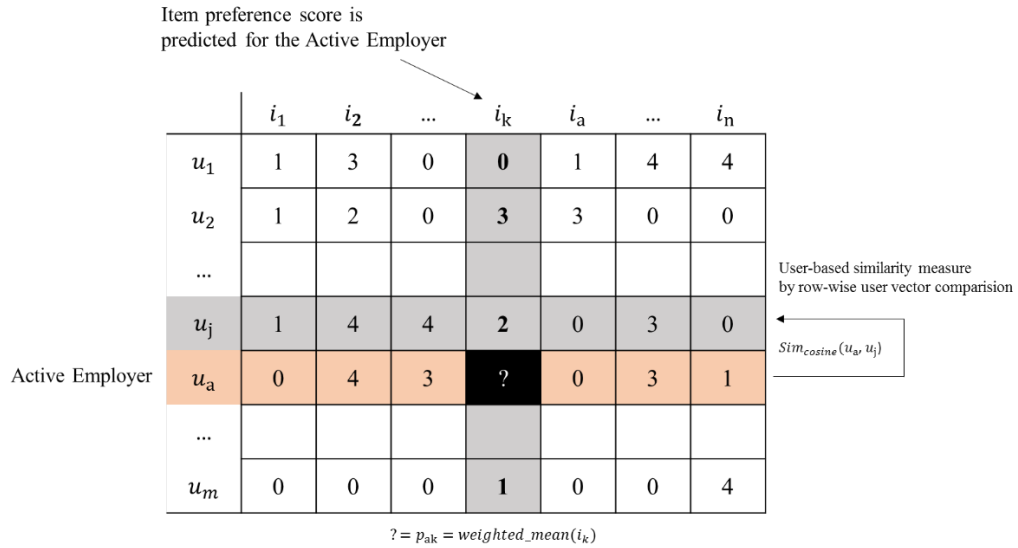 Item preference score is
predicted for the Active Employer
i₁ i₂ ... iₖ iₐ ... iₙ
u₁ 1 3 0 0 1 4 4
u₂ 1 2 0 3 3 0 0
...
User-based similarity measure
by row-wise user vector comparision
uⱼ 1 4 4 2 0 3 0
Sim_cosine(uₐ, uⱼ)
Active Employer uₐ 0 4 3 ? 0 3 1
...
uₘ 0 0 0 1 0 0 4
? = pₐₖ = weighted_mean(iₖ)